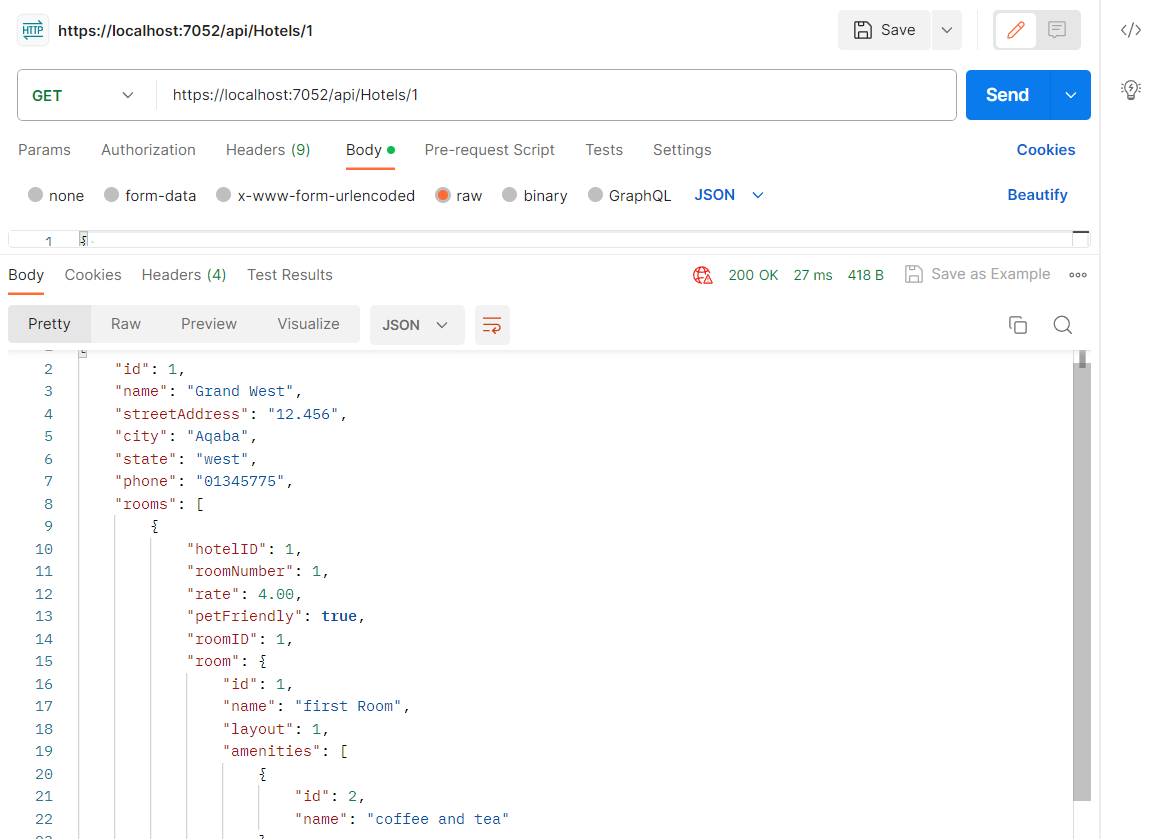 HTTP https://localhost:7052/api/Hotels/1 Save
GET https://localhost:7052/api/Hotels/1 Send
Params Authorization Headers (9) Body Pre-request Script Tests Settings Cookies
none form-data x-www-form-urlencoded raw binary GraphQL JSON Beautify
1 {
Body Cookies Headers (4) Test Results 200 OK 27 ms 418 B Save as Example
Pretty Raw Preview Visualize JSON
2 "id": 1,
3 "name": "Grand West",
4 "streetAddress": "12.456",
5 "city": "Aqaba",
6 "state": "west",
7 "phone": "01345775",
8 "rooms": [
9 {
10 "hotelID": 1,
11 "roomNumber": 1,
12 "rate": 4.00,
13 "petFriendly": true,
14 "roomID": 1,
15 "room": {
16 "id": 1,
17 "name": "first Room",
18 "layout": 1,
19 "amenities": [
20 {
21 "id": 2,
22 "name": "coffee and tea"